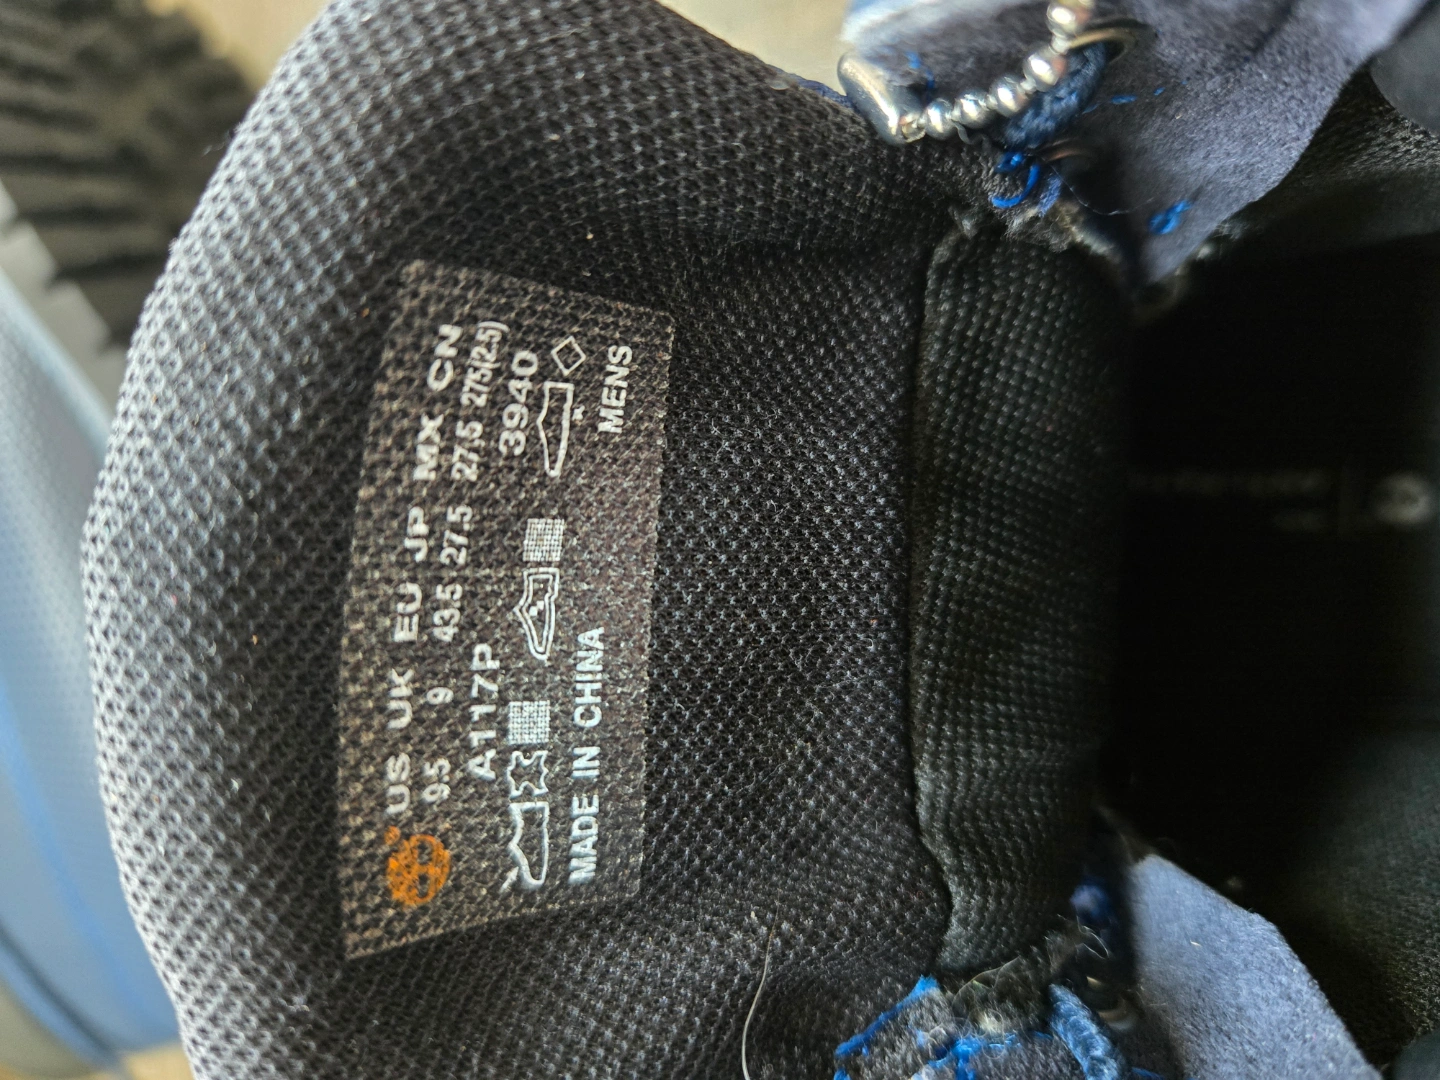 US UK EU JP MX CN
9.5 9 43.5 27.5 27.5 275(2.5)
A117P 3940
MADE IN CHINA MENS